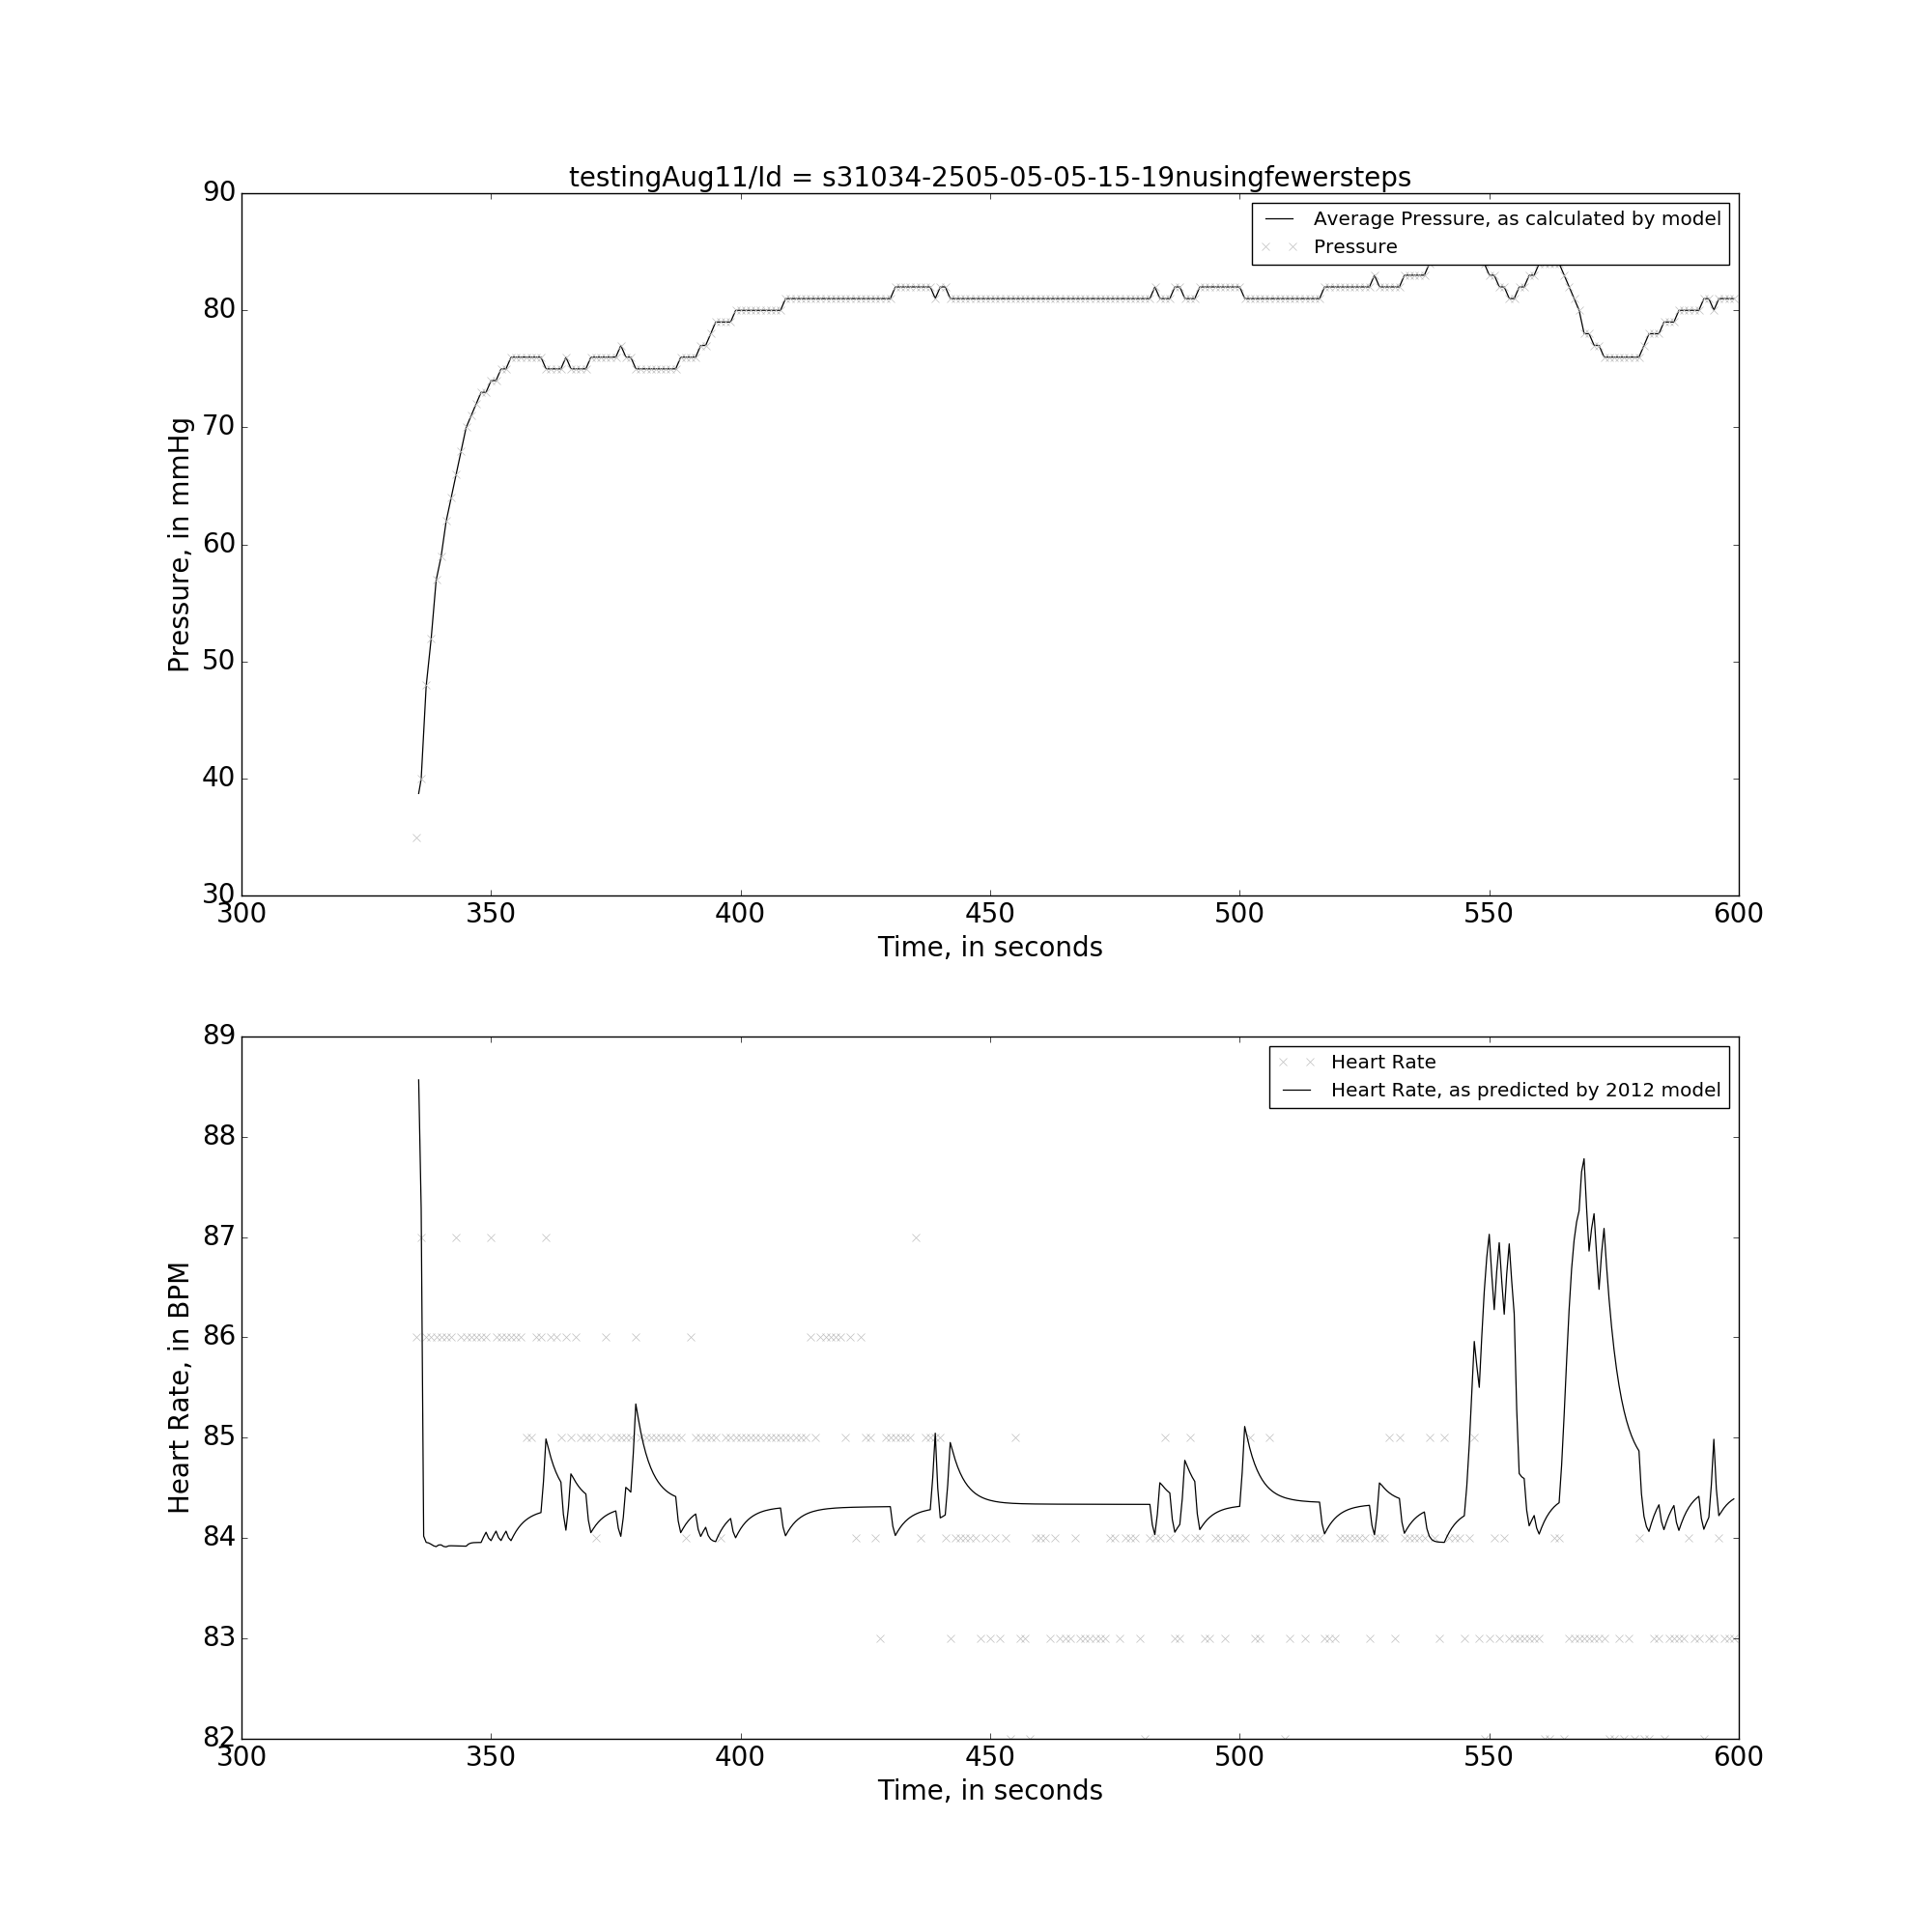 testingAug11/Id = s31034-2505-05-05-15-19nusingfewersteps
Average Pressure, as calculated by model
Pressure
90
80
70
60
50
40
30
Pressure, in mmHg
300 350 400 450 500 550 600
Time, in seconds
Heart Rate
Heart Rate, as predicted by 2012 model
89
88
87
86
85
84
83
82
Heart Rate, in BPM
300 350 400 450 500 550 600
Time, in seconds